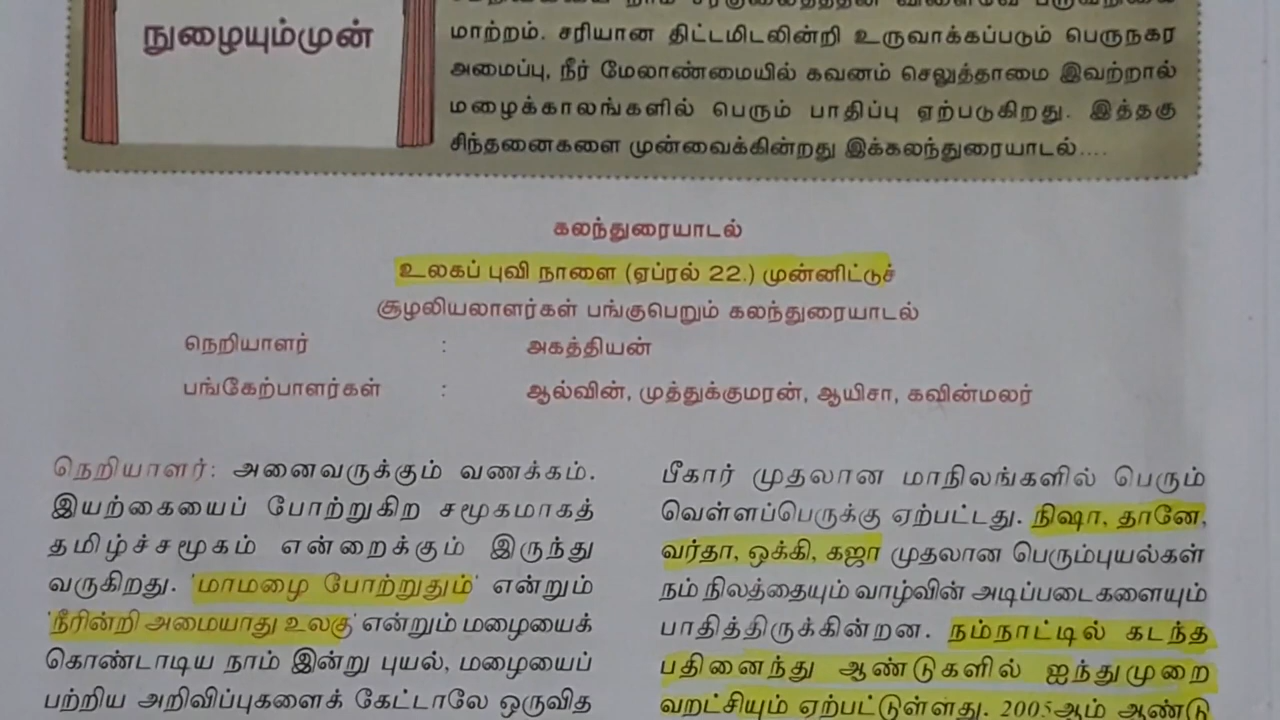 நுழையும்முன்
மாற்றம். சரியான திட்டமிடலின்றி உருவாக்கப்படும் பெருநகர
அமைப்பு, நீர் மேலாண்மையில் கவனம் செலுத்தாமை இவற்றால்
மழைக்காலங்களில் பெரும் பாதிப்பு ஏற்படுகிறது. இத்தகு
சிந்தனைகளை முன்வைக்கின்றது இக்கலந்துரையாடல்....
கலந்துரையாடல்
உலகப் புவி நாளை (ஏப்ரல் 22.) முன்னிட்டுச்
சூழலியலாளர்கள் பங்குபெறும் கலந்துரையாடல்
நெறியாளர் : அகத்தியன்
பங்கேற்பாளர்கள் : ஆல்வின், முத்துக்குமரன், ஆயிசா, கவின்மலர்
நெறியாளர்: அனைவருக்கும் வணக்கம்.
இயற்கையைப் போற்றுகிற சமூகமாகத்
தமிழ்ச்சமூகம் என்றைக்கும் இருந்து
வருகிறது. 'மாமழை போற்றுதும்' என்றும்
'நீரின்றி அமையாது உலகு' என்றும் மழையைக்
கொண்டாடிய நாம் இன்று புயல், மழையைப்
பற்றிய அறிவிப்புகளைக் கேட்டாலே ஒருவித
பீகார் முதலான மாநிலங்களில் பெரும்
வெள்ளப்பெருக்கு ஏற்பட்டது. நிஷா, தானே,
வர்தா, ஒக்கி, கஜா முதலான பெரும்புயல்கள்
நம் நிலத்தையும் வாழ்வின் அடிப்படைகளையும்
பாதித்திருக்கின்றன. நம்நாட்டில் கடந்த
பதினைந்து ஆண்டுகளில் ஐந்துமுறை
வறட்சியும் ஏற்பட்டுள்ளது. 2005ஆம் ஆண்டு